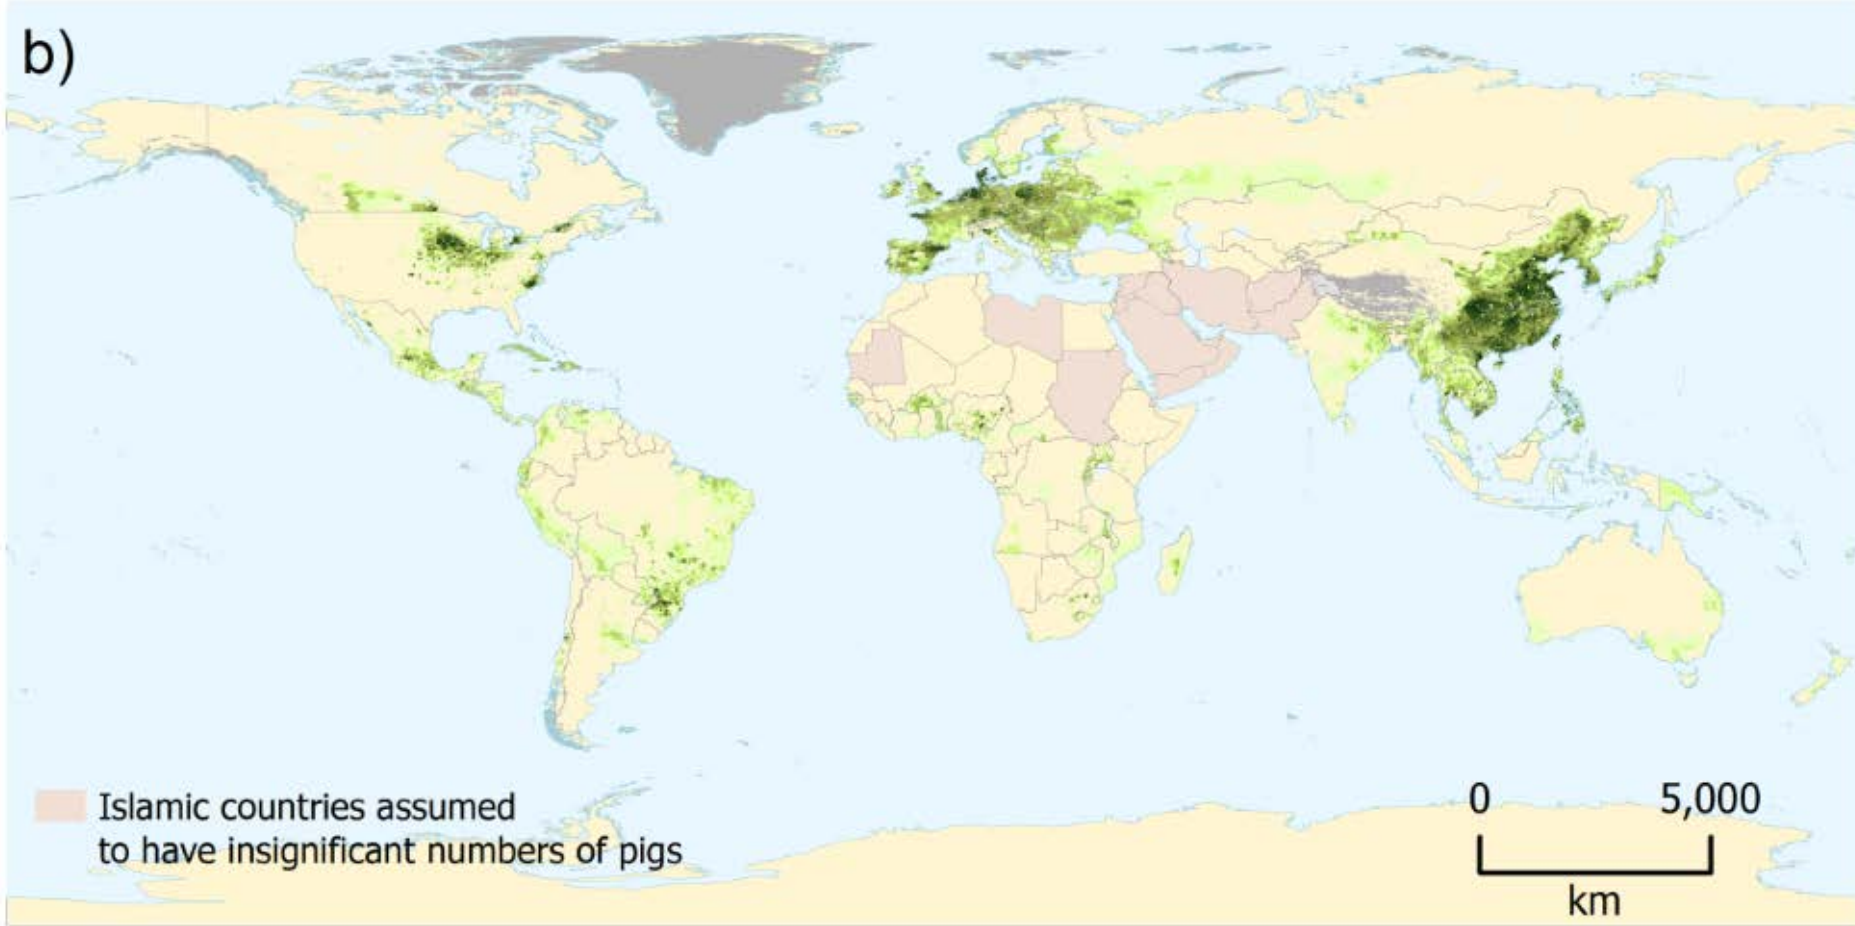 b)
Islamic countries assumed
to have insignificant numbers of pigs
0 5,000
km